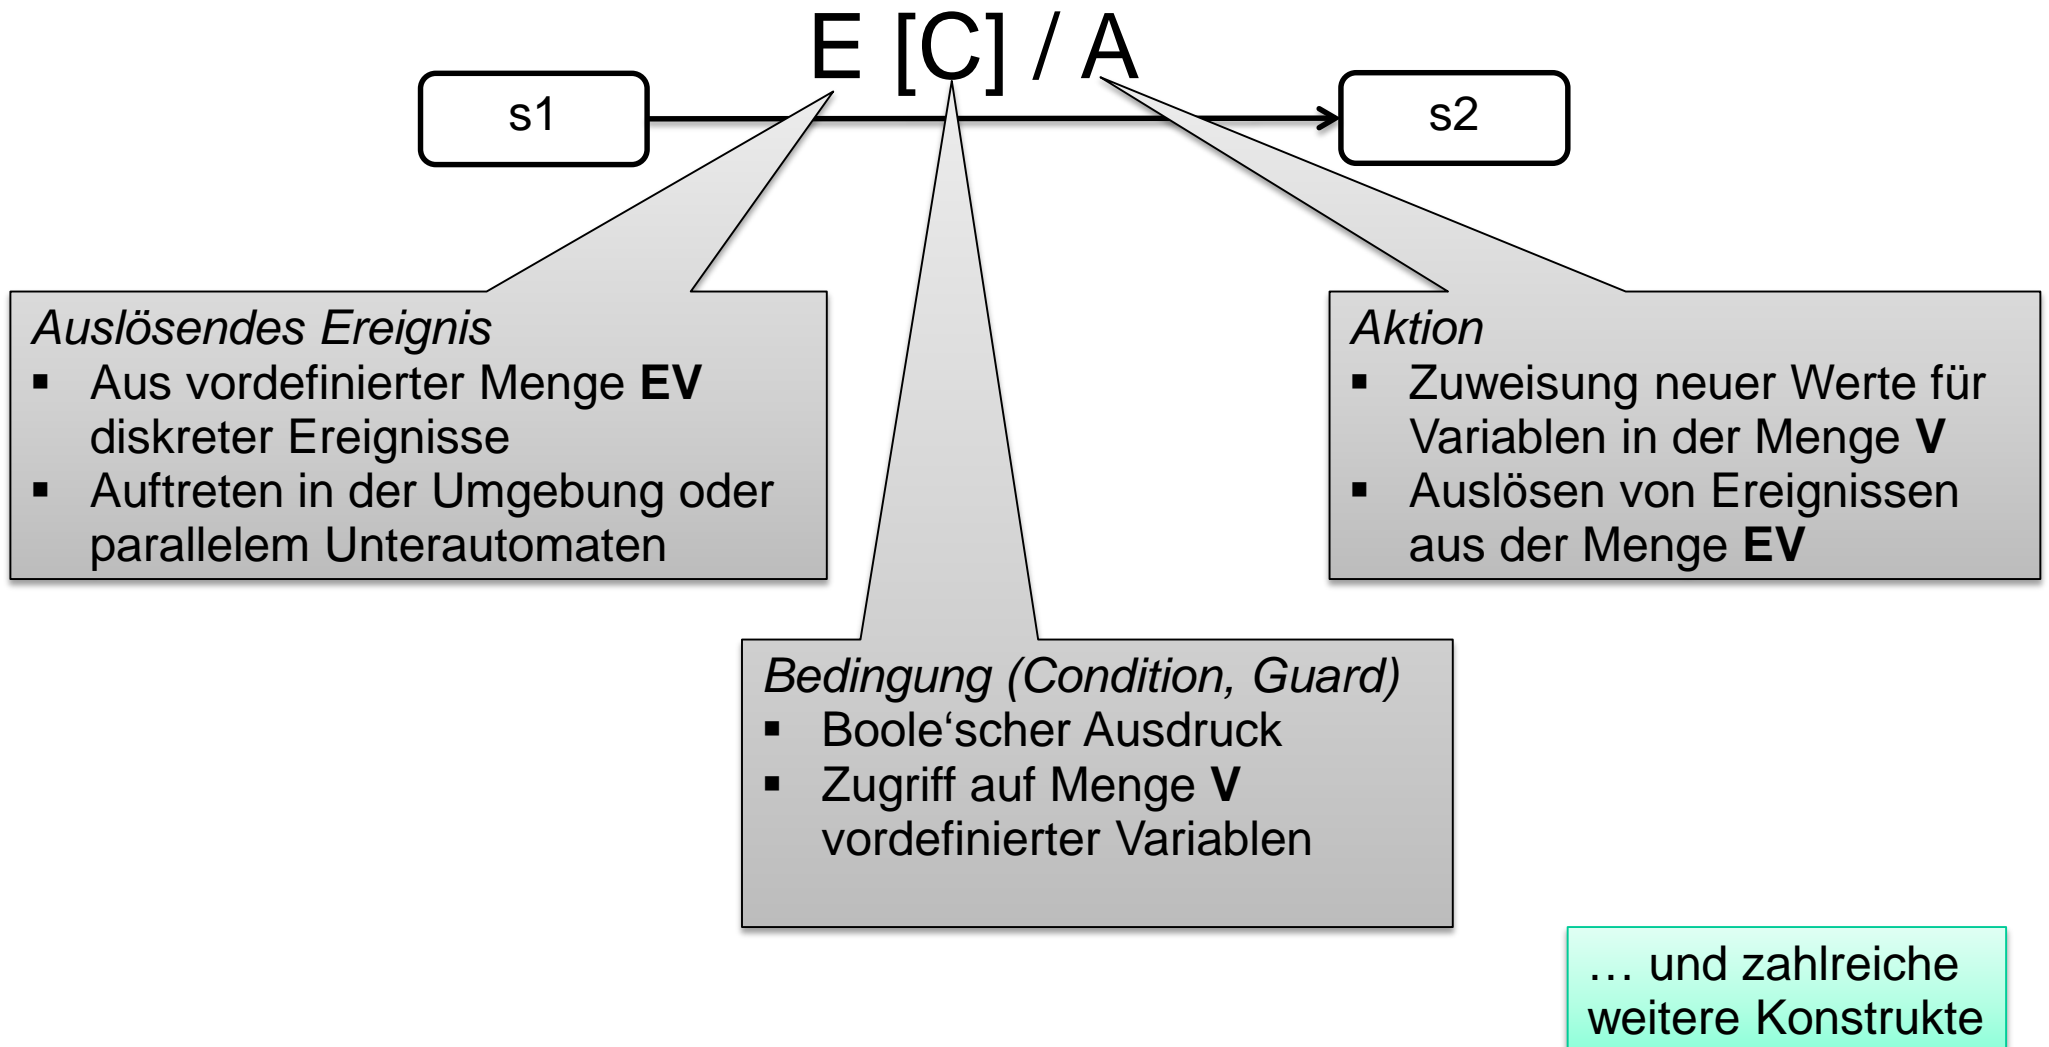 E [C] / A
s1
s2
Auslösendes Ereignis
▪ Aus vordefinierter Menge EV
diskreter Ereignisse
▪ Auftreten in der Umgebung oder
parallelem Unterautomaten
Aktion
▪ Zuweisung neuer Werte für
Variablen in der Menge V
▪ Auslösen von Ereignissen
aus der Menge EV
Bedingung (Condition, Guard)
▪ Boole‘scher Ausdruck
▪ Zugriff auf Menge V
vordefinierter Variablen
… und zahlreiche
weitere Konstrukte